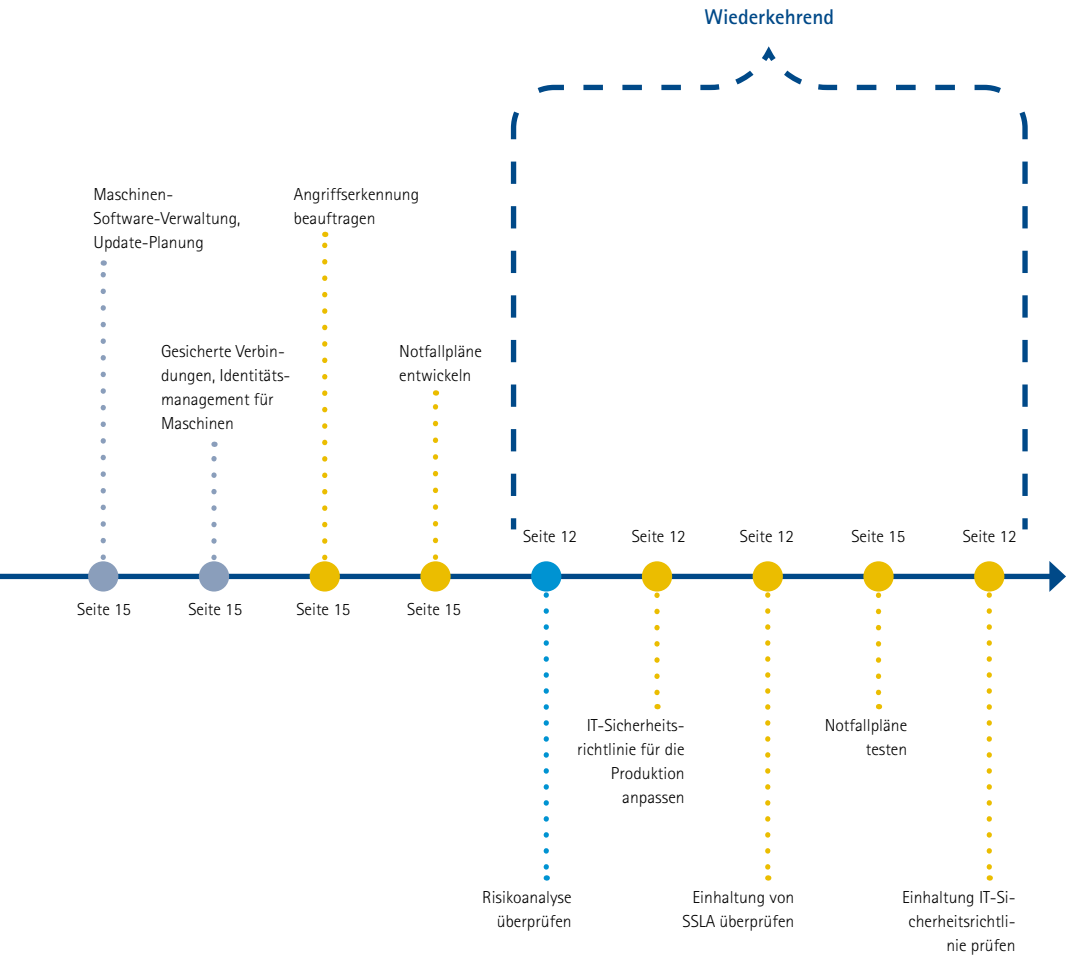 Wiederkehrend
Maschinen-
Software-Verwaltung,
Update-Planung
Angriffserkennung
beauftragen
Gesicherte Verbin-
dungen, Identitäts-
management für
Maschinen
Notfallpläne
entwickeln
Seite 12
Seite 12
Seite 12
Seite 15
Seite 12
Seite 15
Seite 15
Seite 15
Seite 15
IT-Sicherheits-
richtlinie für die
Produktion
anpassen
Notfallpläne
testen
Risikoanalyse
überprüfen
Einhaltung von
SSLA überprüfen
Einhaltung IT-Si-
cherheitsrichtli-
nie prüfen